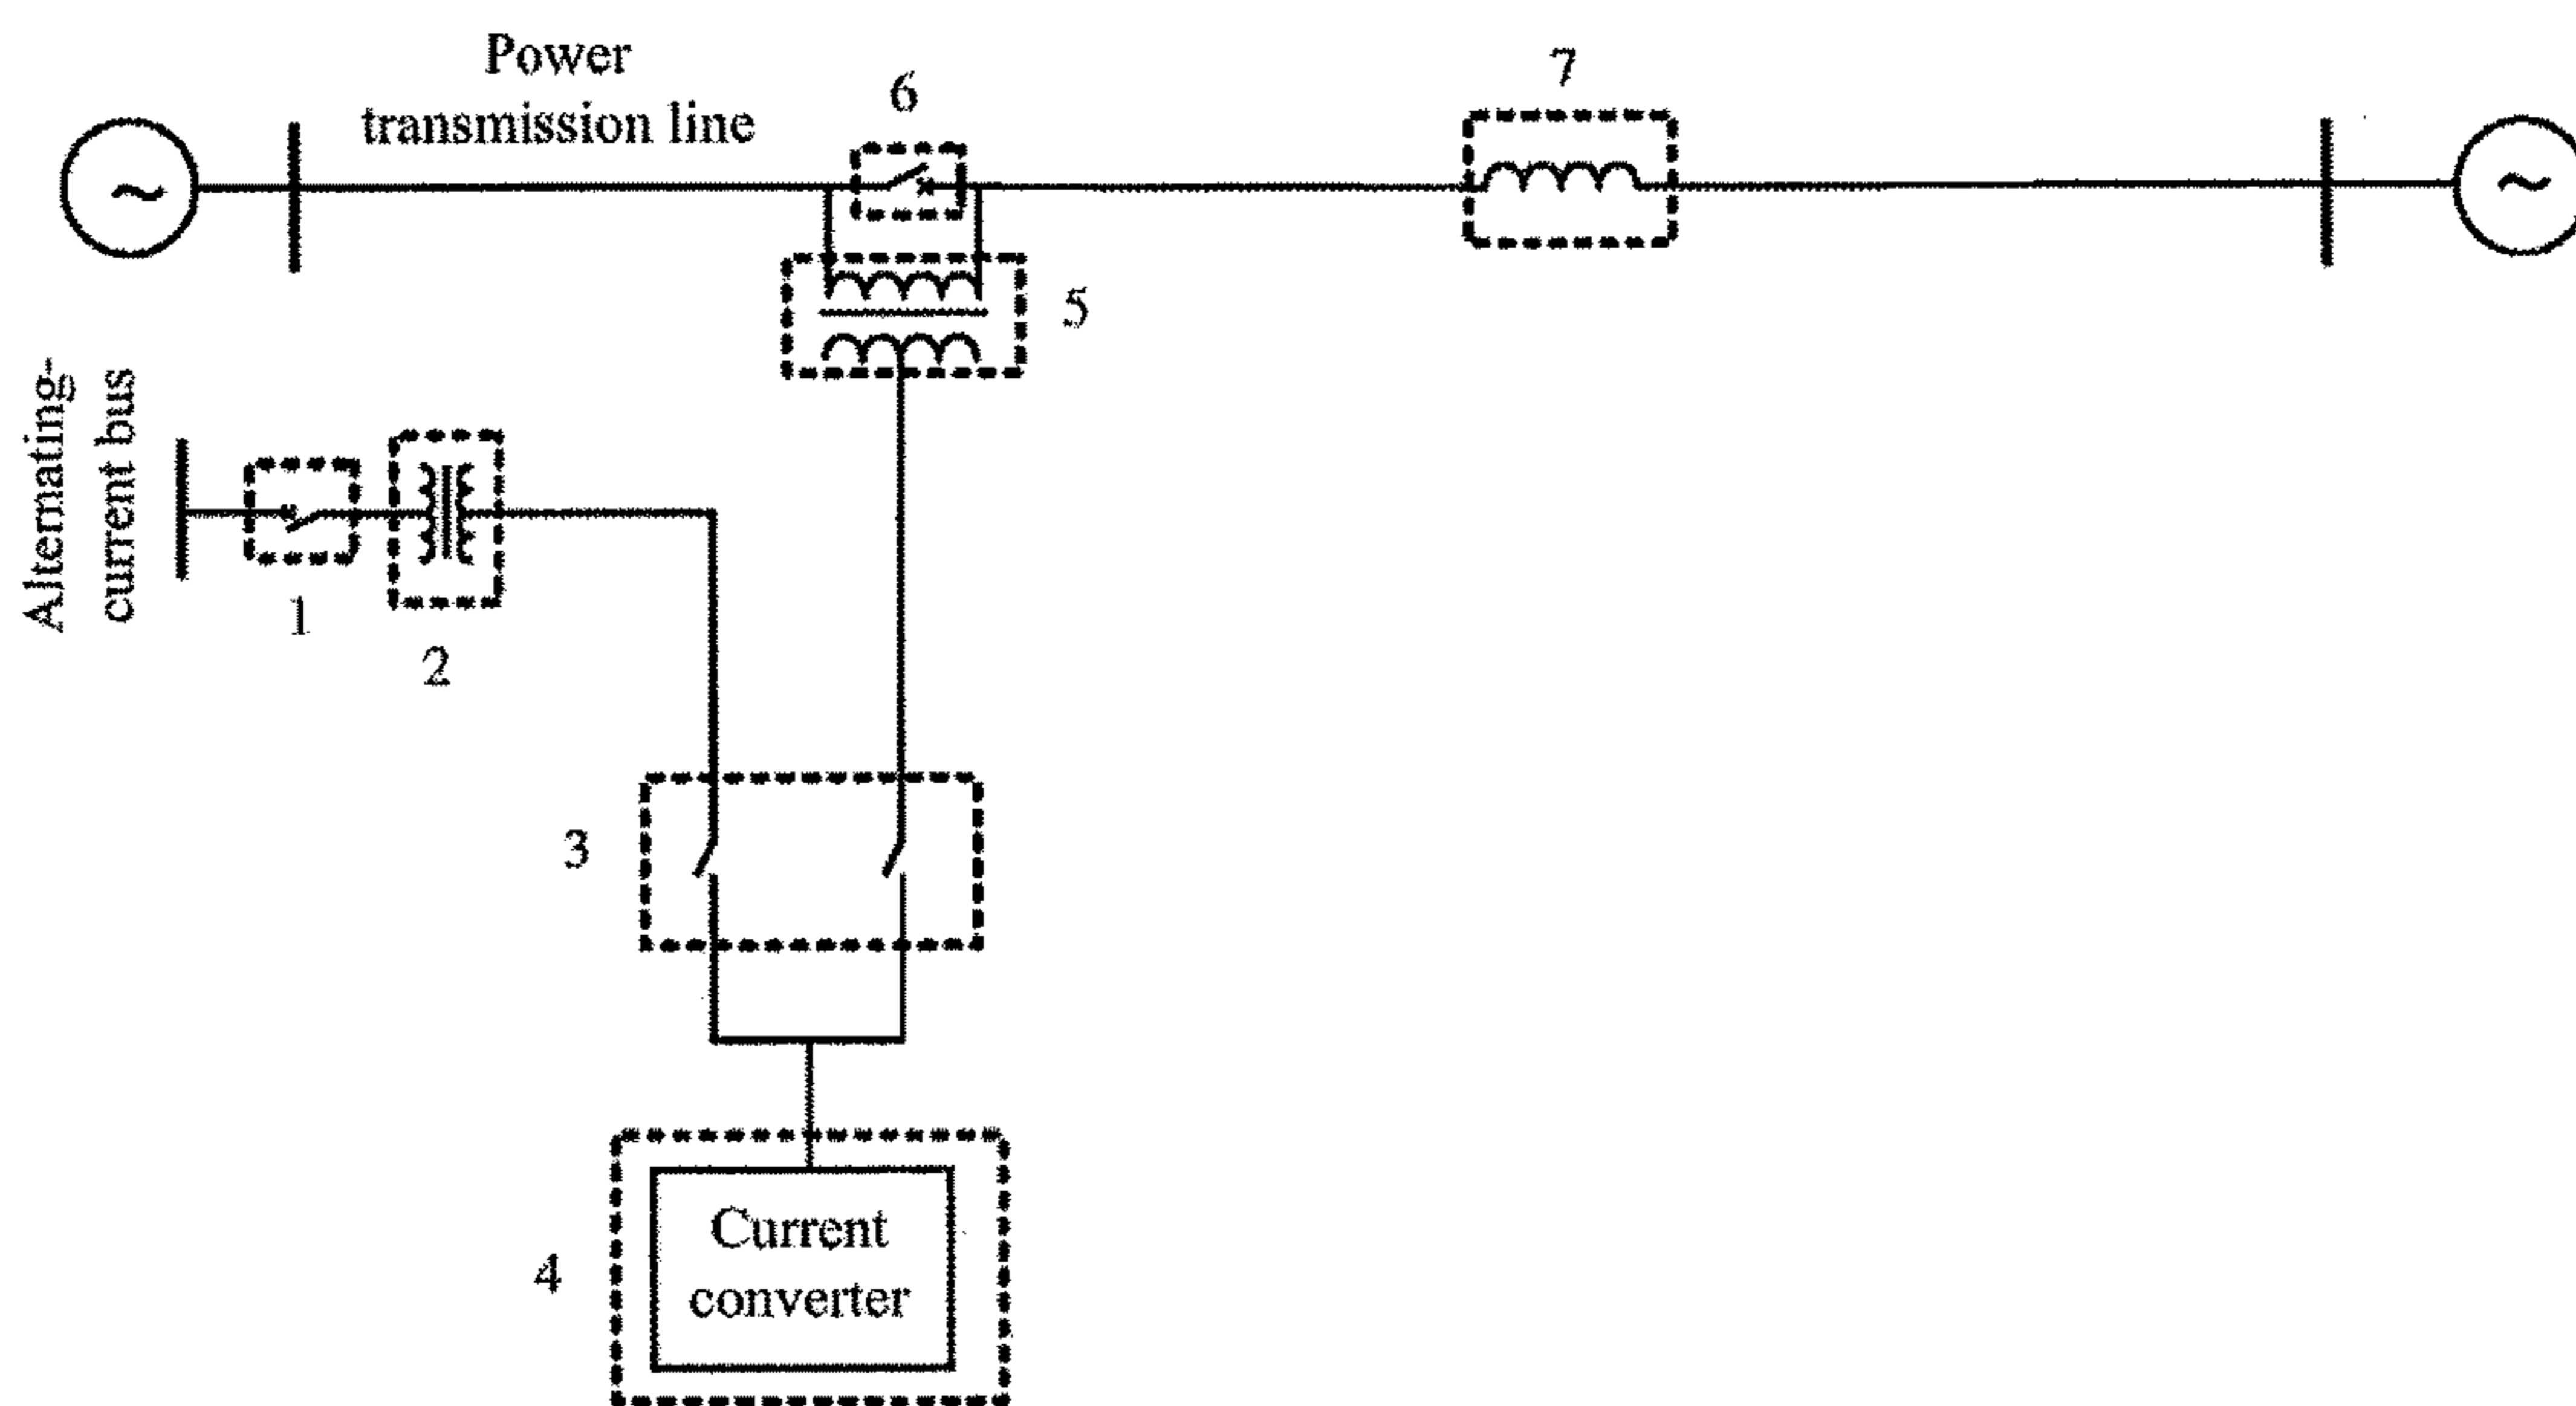 Power
transmission line
6
7
5
Alternating-
current bus
1
2
3
4
Current
converter